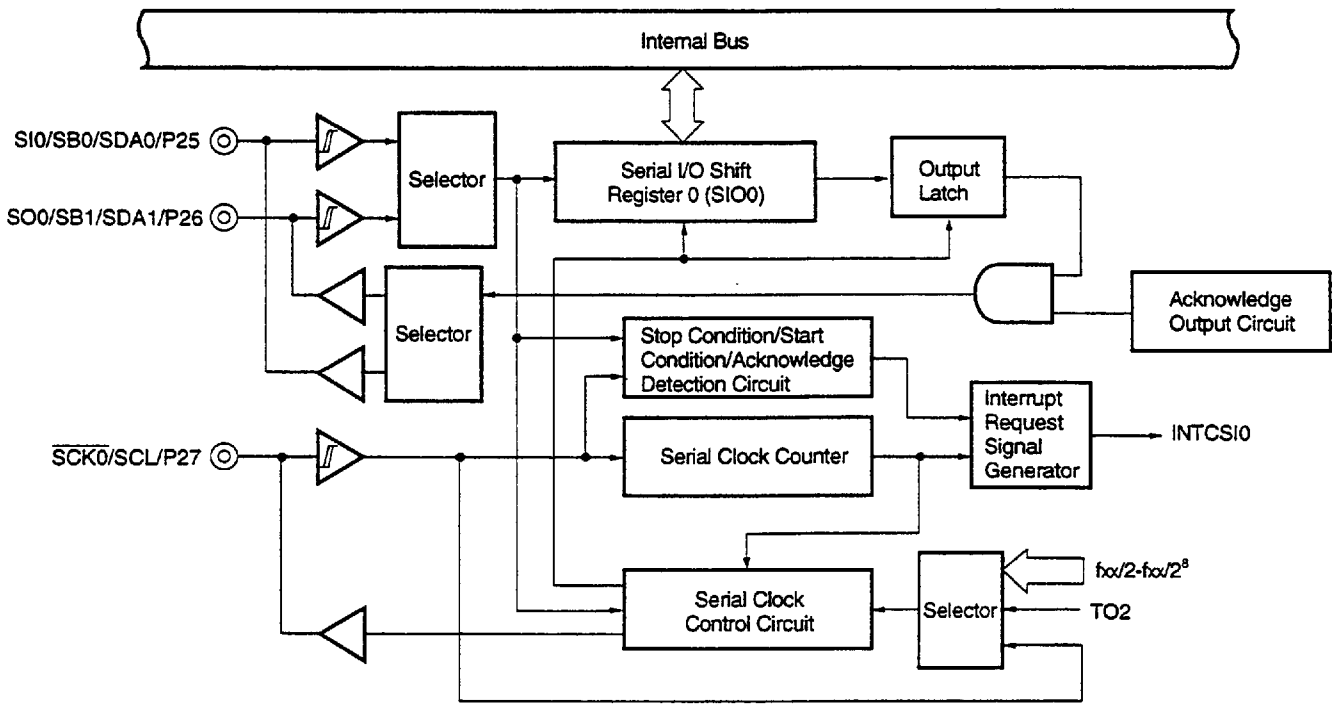 Internal Bus
SI0/SB0/SDA0/P25
Selector
Serial I/O Shift
Register 0 (SIO0)
Output
Latch
SO0/SB1/SDA1/P26
Selector
Acknowledge
Output Circuit
Stop Condition/Start
Condition/Acknowledge
Detection Circuit
Interrupt
Request
Signal
Generator
INTCSI0
SCK0/SCL/P27
Serial Clock Counter
Serial Clock
Control Circuit
Selector
fxx/2-fxx/2⁸
TO2